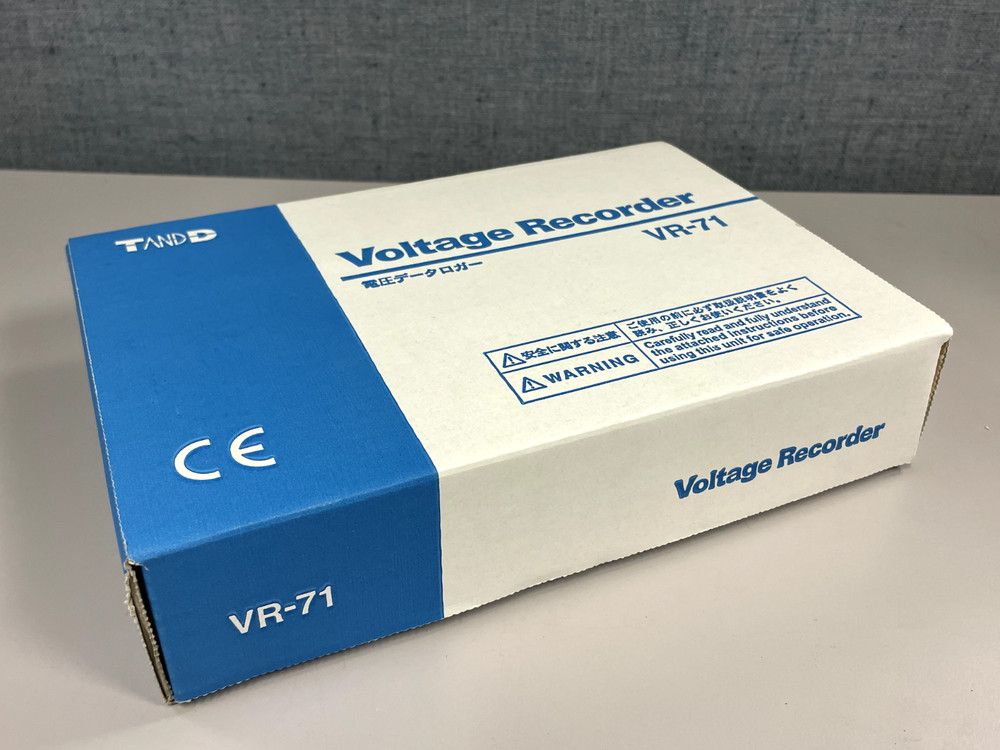 TANDD
Voltage Recorder
VR-71
電圧データロガー
安全に関する注意
ご使用の前に必ず取扱説明書をよく
読み、正しくお使いください。
WARNING
Carefully read and fully understand
the attached instructions before
using this unit for safe operation.
CE
Voltage Recorder
VR-71